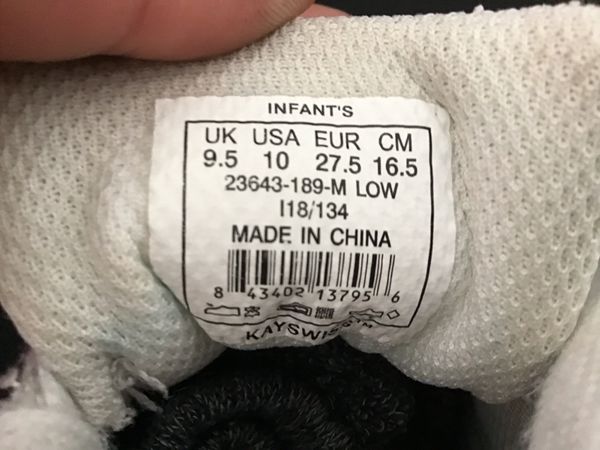 INFANT'S
UK USA EUR CM
9.5 10 27.5 16.5
23643-189-M LOW
I18/134
MADE IN CHINA
8 43402 13795 6
KAYSWISS™